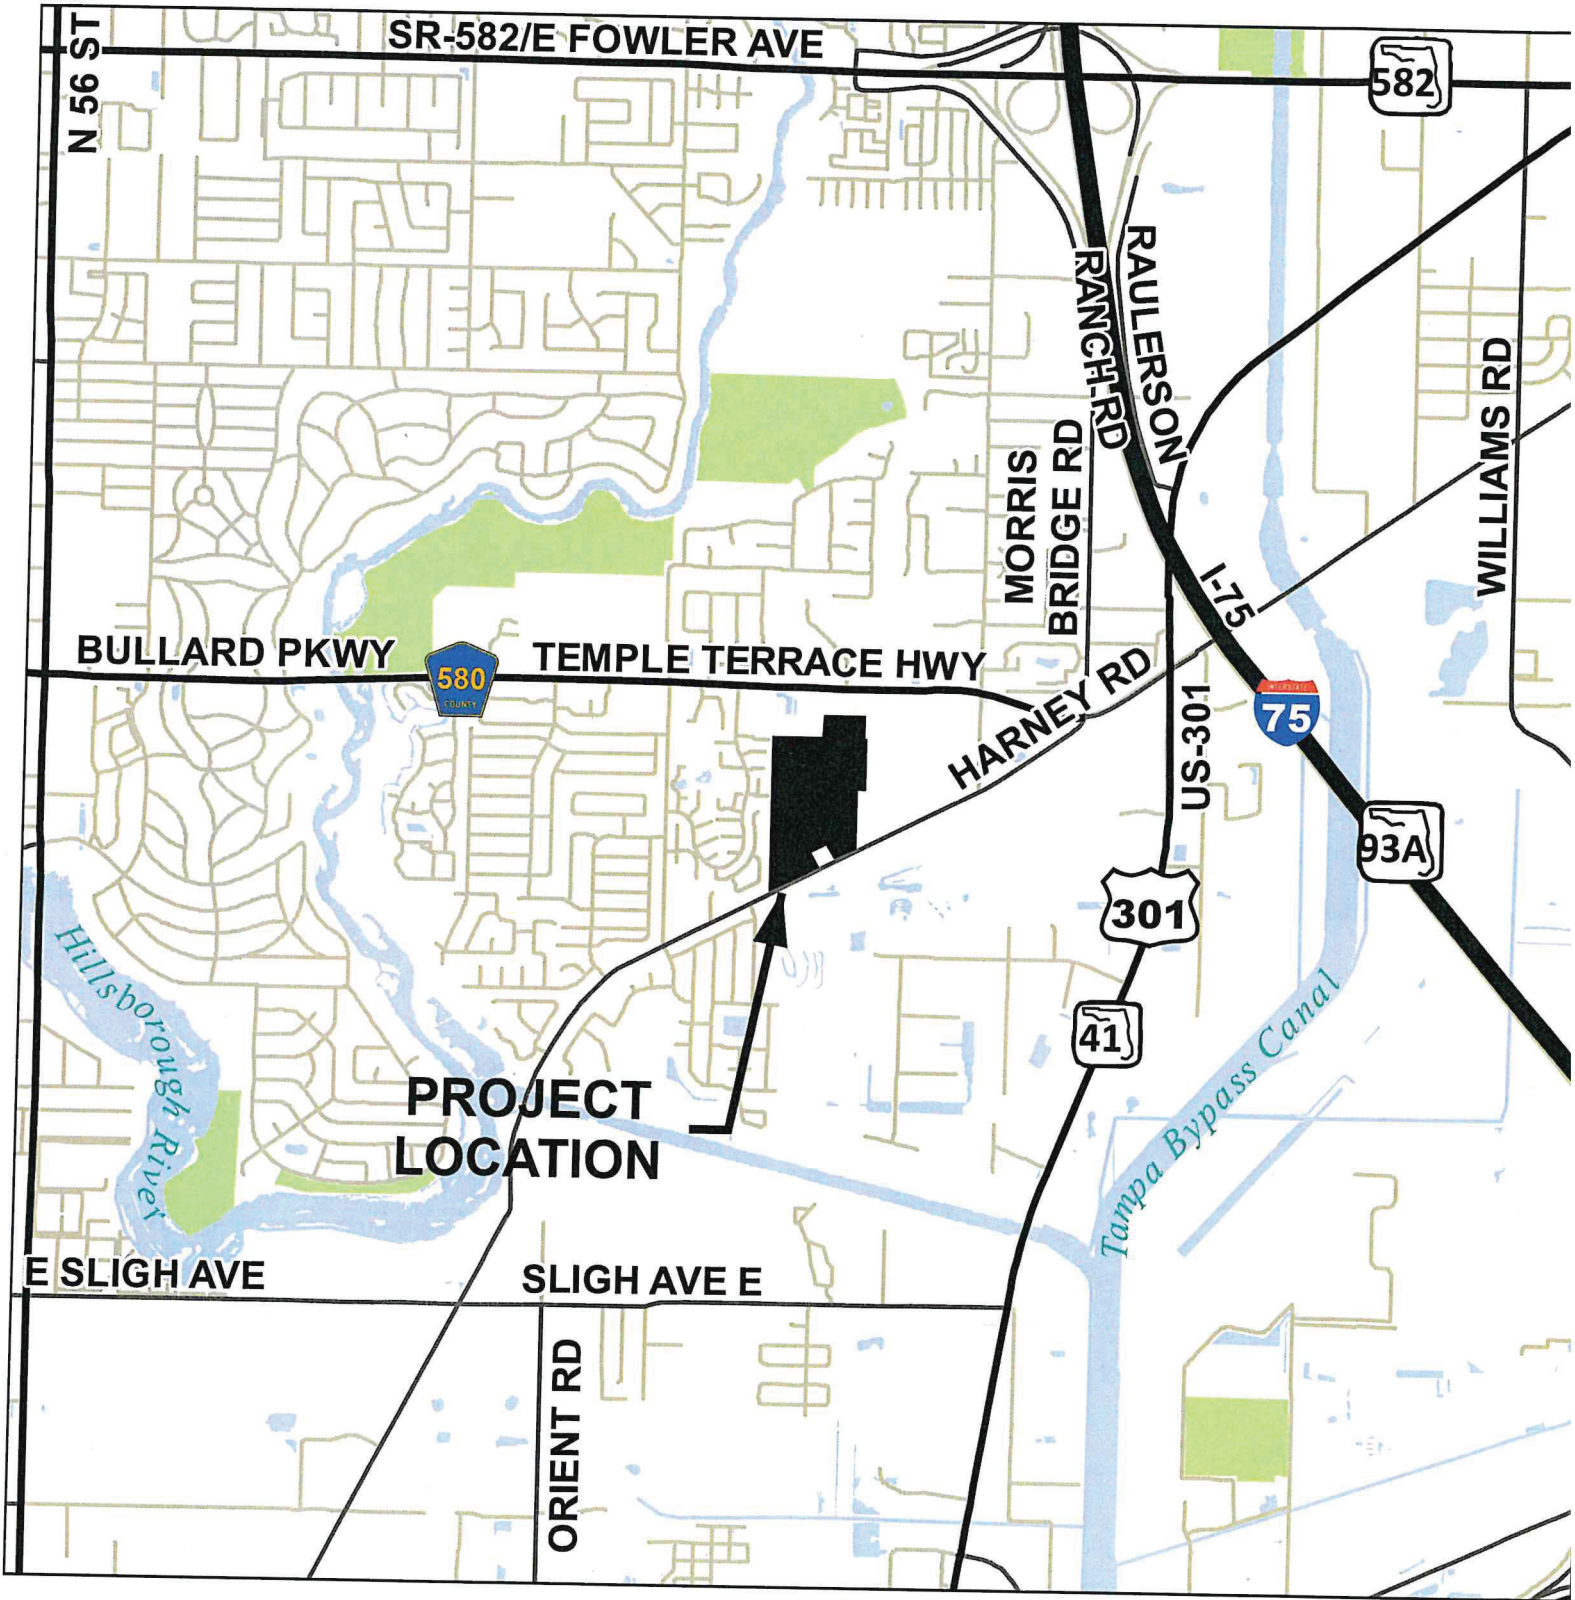 SR-582/E FOWLER AVE
N 56 ST
582
RAULERSON
RANCH RD
WILLIAMS RD
MORRIS
BRIDGE RD
I-75
BULLARD PKWY
580
COUNTY
TEMPLE TERRACE HWY
HARNEY RD
US-301
INTERSTATE
75
93A
301
41
Hillsborough River
Tampa Bypass Canal
PROJECT
LOCATION
E SLIGH AVE
SLIGH AVE E
ORIENT RD